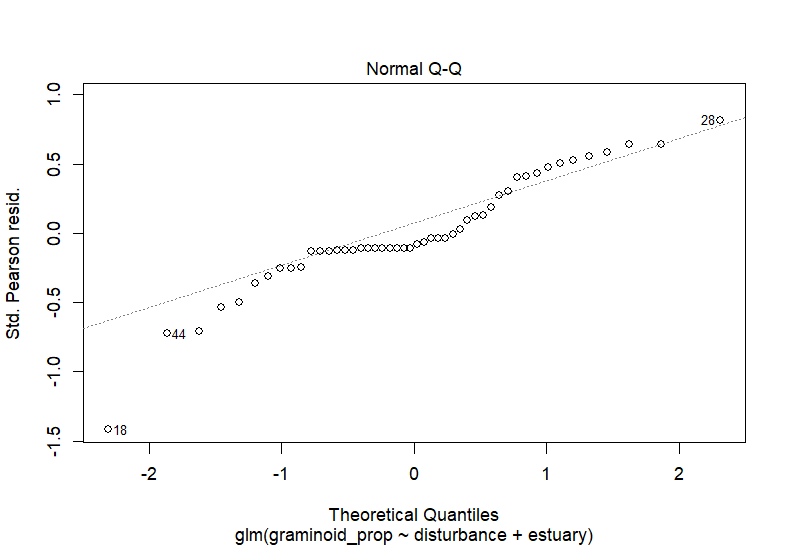 Normal Q-Q
Std. Pearson resid.
1.0
0.5
0.0
-0.5
-1.0
-1.5
28
44
18
-2 -1 0 1 2
Theoretical Quantiles
glm(graminoid_prop ~ disturbance + estuary)